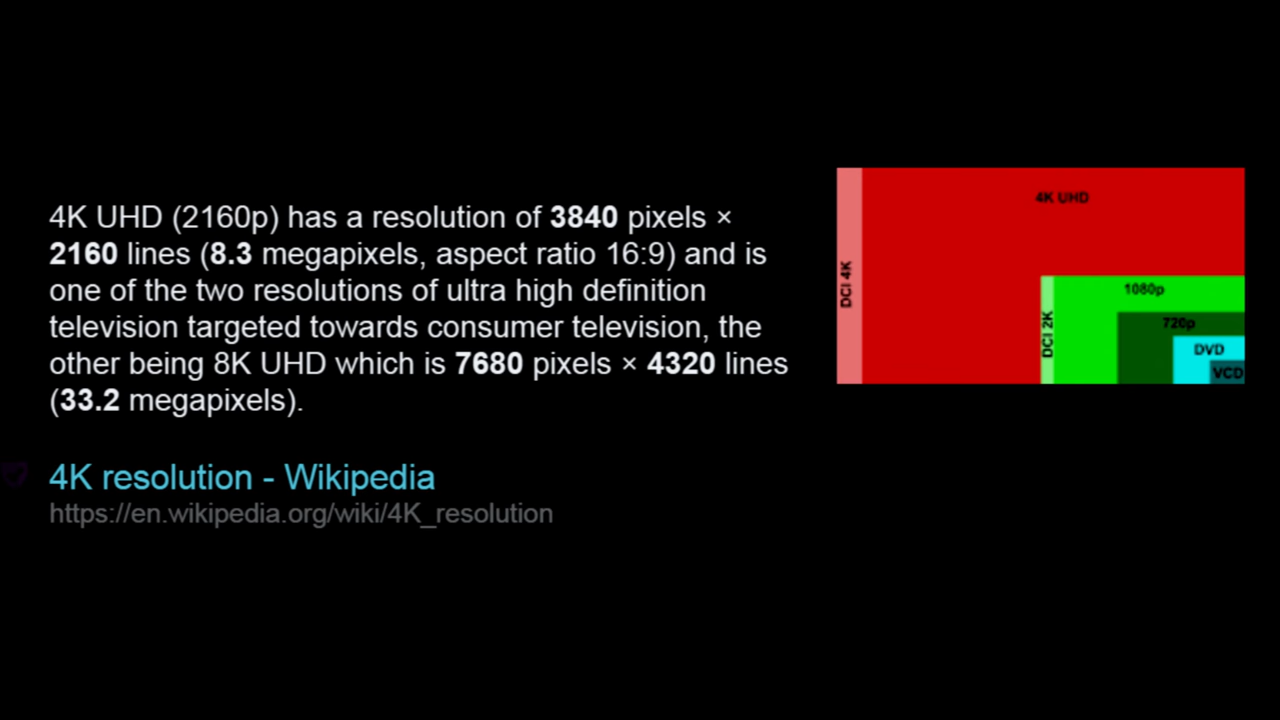 4K UHD (2160p) has a resolution of 3840 pixels ×
2160 lines (8.3 megapixels, aspect ratio 16:9) and is
one of the two resolutions of ultra high definition
television targeted towards consumer television, the
other being 8K UHD which is 7680 pixels × 4320 lines
(33.2 megapixels).
4K resolution - Wikipedia
https://en.wikipedia.org/wiki/4K_resolution
4K UHD
DCI 4K
1080p
DCI 2K
720p
DVD
VCD